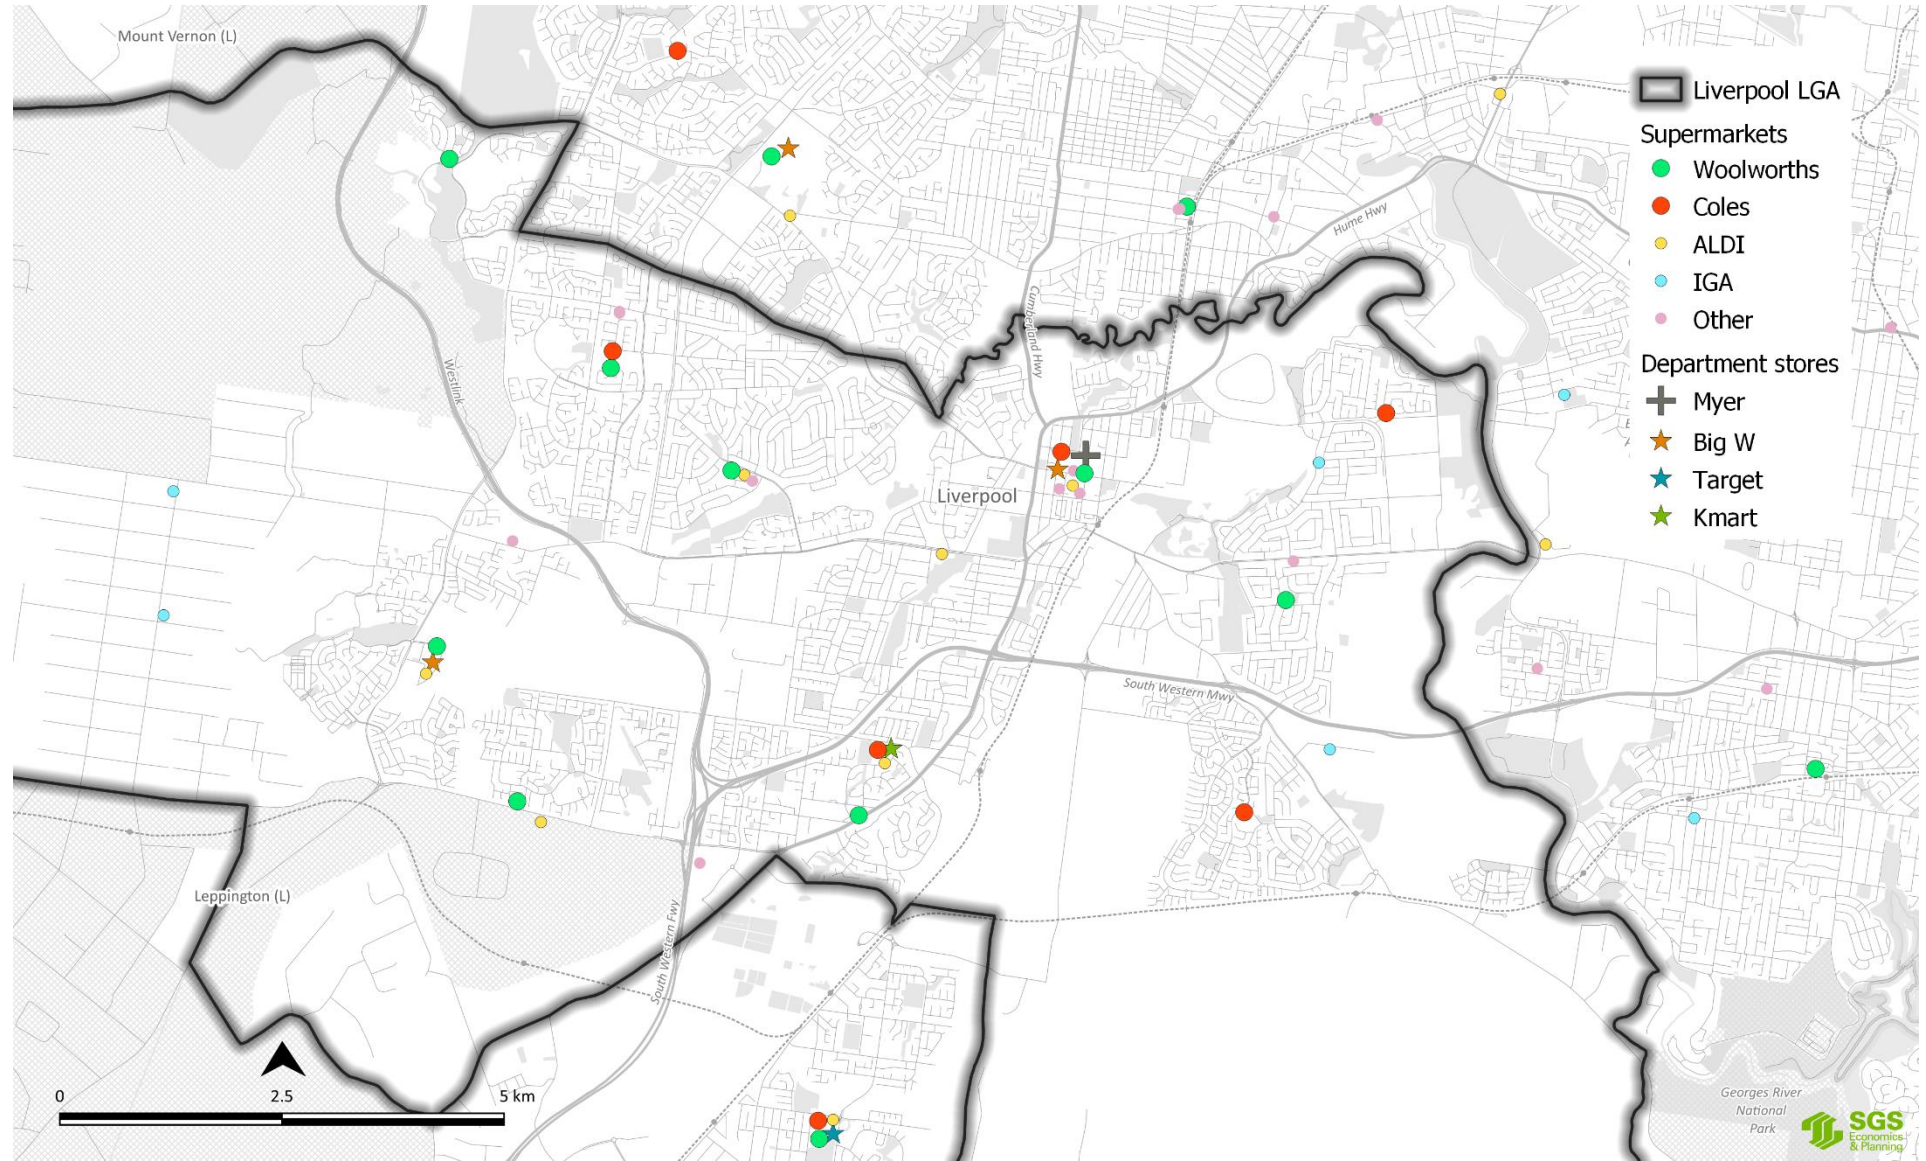 Mount Vernon (L)
Liverpool LGA
Supermarkets
Woolworths
Coles
ALDI
IGA
Other
Department stores
Myer
Big W
Target
Kmart
Hume Hwy
Cumberland Hwy
Westlink
Liverpool
South Western Mwy
Leppington (L)
South Western Fwy
0 2.5 5 km
Georges River
National
Park
SGS
Economics
& Planning